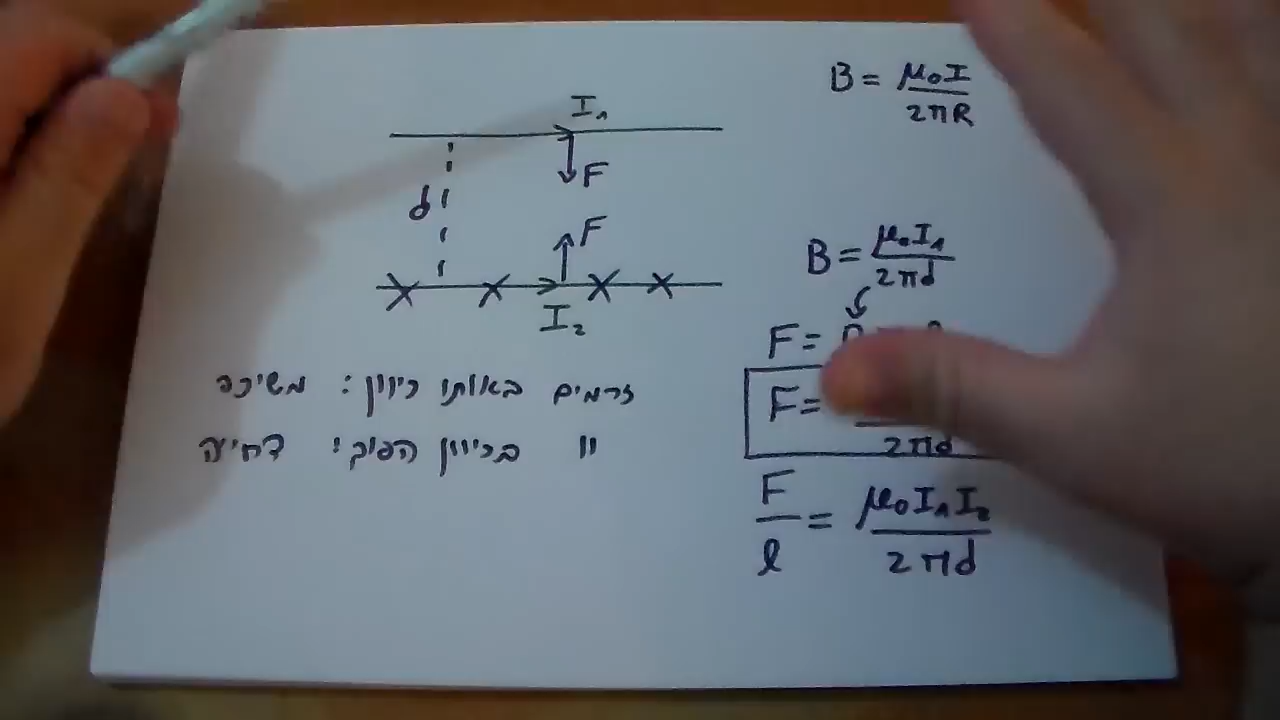 I₁
B = μ₀I / 2πR
F
d
F
B = μ₀I₁ / 2πd
I₂
F =
זרמים באותו כיוון: משיכה
F = 2πd
" בכיוון הפוך: דחיה
F / l = μ₀I₁I₂ / 2πd